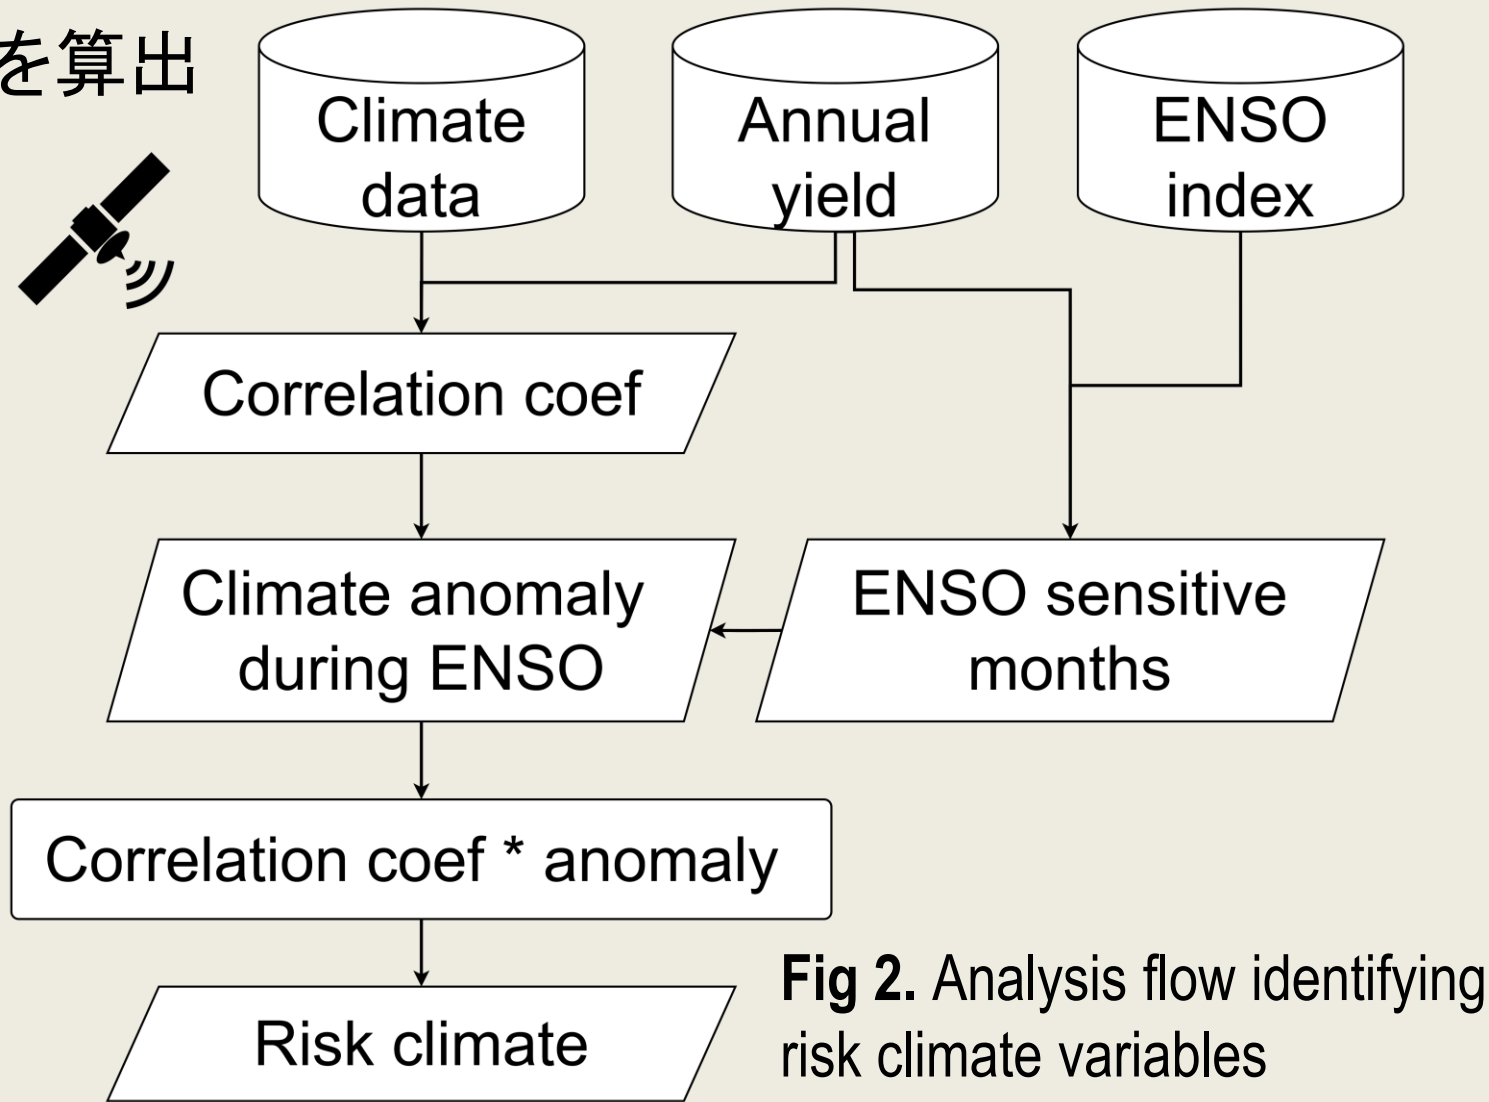 を算出
Climate
data
Annual
yield
ENSO
index
Correlation coef
Climate anomaly
during ENSO
ENSO sensitive
months
Correlation coef * anomaly
Risk climate
Fig 2. Analysis flow identifying
risk climate variables